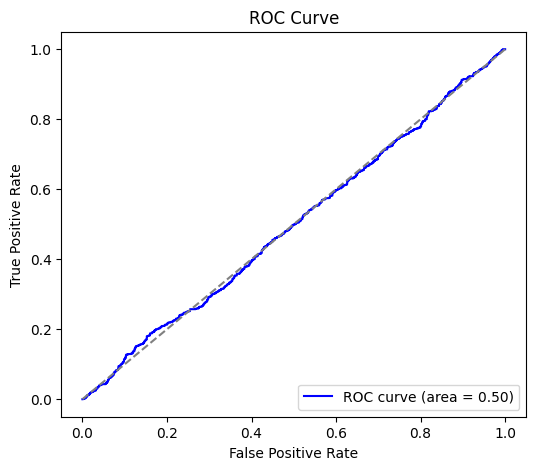 ROC Curve
True Positive Rate
1.0
0.8
0.6
0.4
0.2
0.0
0.0 0.2 0.4 0.6 0.8 1.0
False Positive Rate
ROC curve (area = 0.50)